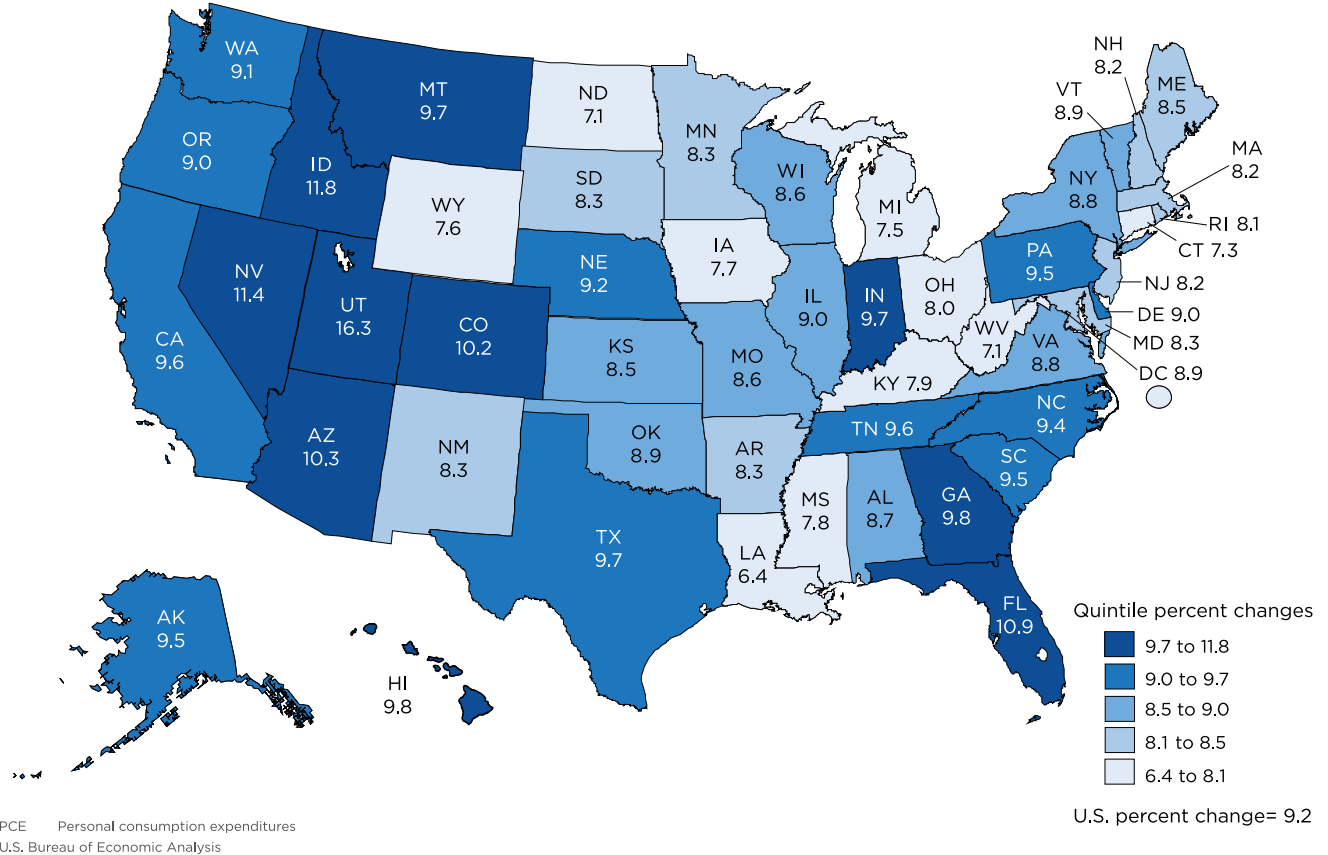 WA
9.1
MT
9.7
ND
7.1
MN
8.3
NH
8.2
VT
8.9
ME
8.5
OR
9.0
ID
11.8
SD
8.3
WI
8.6
MI
7.5
NY
8.8
MA
8.2
RI 8.1
CT 7.3
WY
7.6
IA
7.7
NE
9.2
PA
9.5
NJ 8.2
DE 9.0
MD 8.3
DC 8.9
NV
11.4
UT
16.3
CO
10.2
IL
9.0
IN
9.7
OH
8.0
WV
7.1
VA
8.8
CA
9.6
KS
8.5
MO
8.6
KY 7.9
NC
9.4
TN 9.6
SC
9.5
AZ
10.3
NM
8.3
OK
8.9
AR
8.3
MS
7.8
AL
8.7
GA
9.8
TX
9.7
LA
6.4
FL
10.9
AK
9.5
HI
9.8
Quintile percent changes
9.7 to 11.8
9.0 to 9.7
8.5 to 9.0
8.1 to 8.5
6.4 to 8.1
U.S. percent change= 9.2
PCE Personal consumption expenditures
U.S. Bureau of Economic Analysis